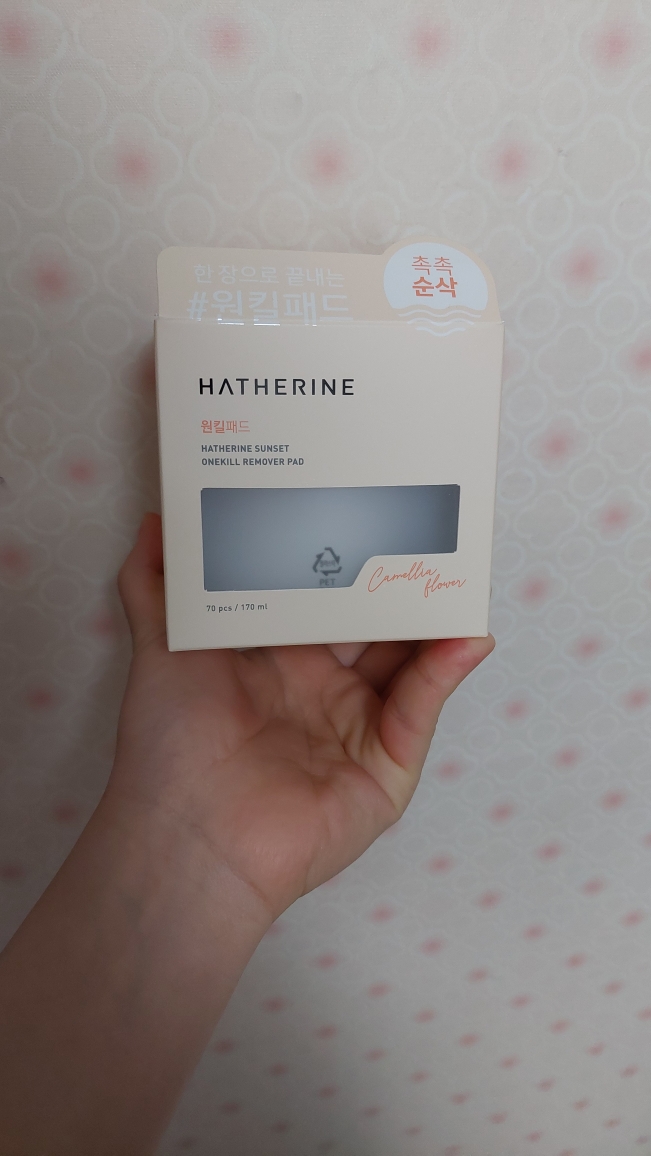 한 장으로 끝내는
#원킬패드
촉촉
순삭
HATHERINE
원킬패드
HATHERINE SUNSET
ONEKILL REMOVER PAD
PET
Camellia
flower
70 pcs / 170 ml